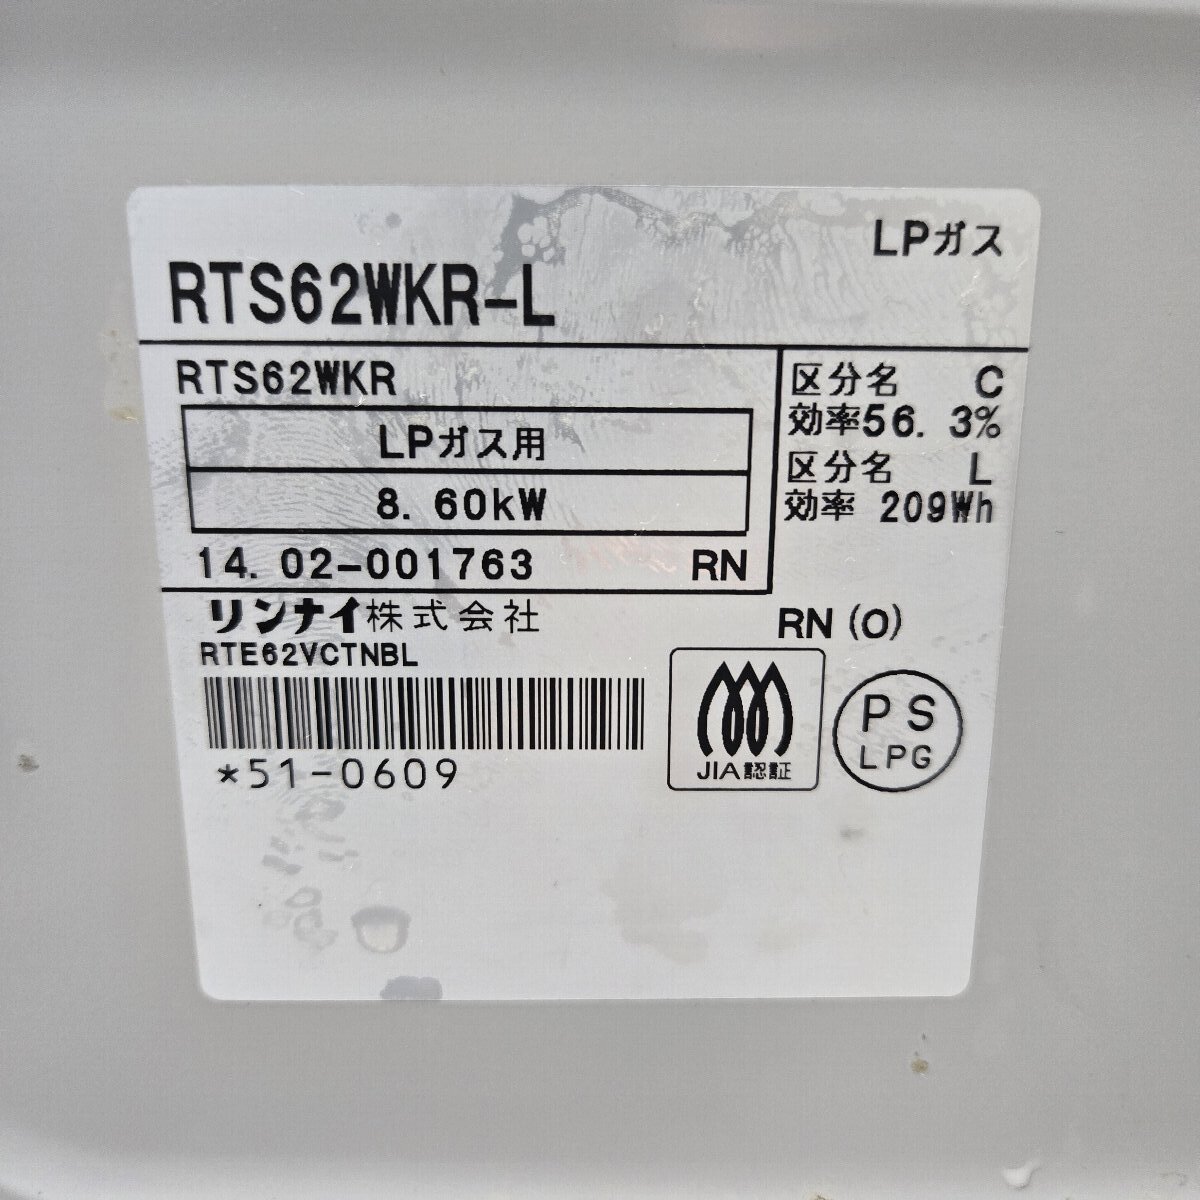 LPガス
RTS62WKR-L
RTS62WKR
LPガス用
8.60kW
14.02-001763 RN
区分名 C
効率56.3%
区分名 L
効率 209Wh
リンナイ株式会社
RN(O)
RTE62VCTNBL
*51-0609
JIA認証
PS
LPG